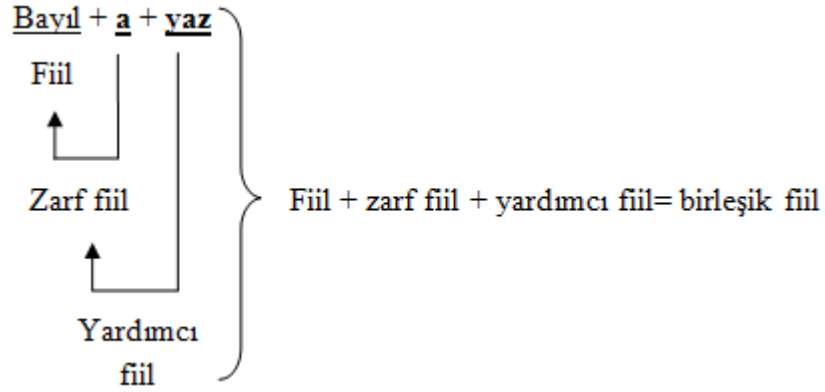 Bayıl + a + yaz
Fiil
Zarf fiil
Fiil + zarf fiil + yardımcı fiil= birleşik fiil
Yardımcı
fiil